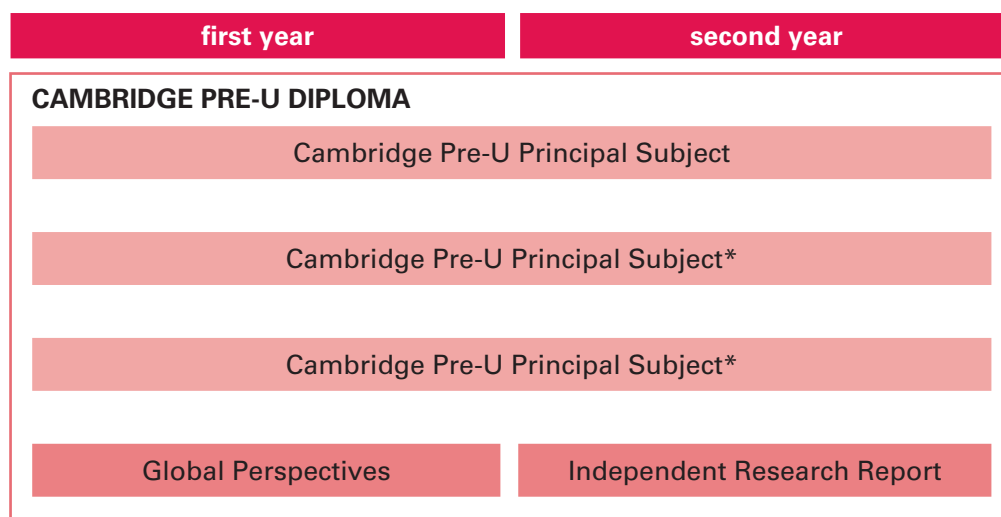 first year
second year
CAMBRIDGE PRE-U DIPLOMA
Cambridge Pre-U Principal Subject
Cambridge Pre-U Principal Subject*
Cambridge Pre-U Principal Subject*
Global Perspectives
Independent Research Report